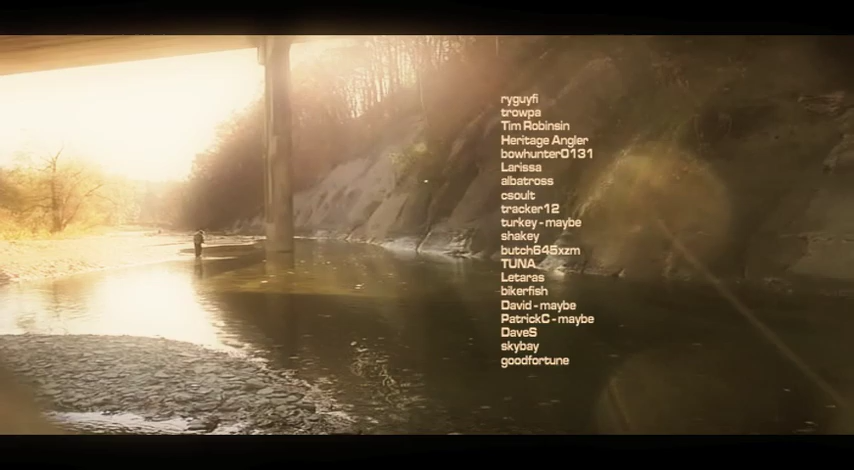 ryguyfi
trowpa
Tim Robinsin
Heritage Angler
bowhunter0131
Larissa
albatross
csoult
tracker12
turkey - maybe
shakey
butch645xzm
TUNA
Letaras
bikerfish
David - maybe
PatrickC - maybe
DaveS
skybay
goodfortune